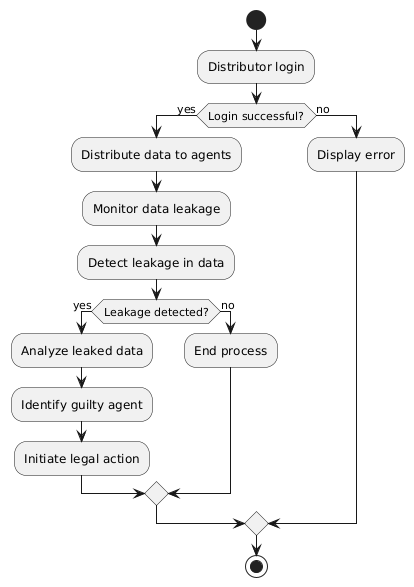 Distributor login
yes
Login successful?
no
Distribute data to agents
Display error
Monitor data leakage
Detect leakage in data
yes
Leakage detected?
no
Analyze leaked data
End process
Identify guilty agent
Initiate legal action